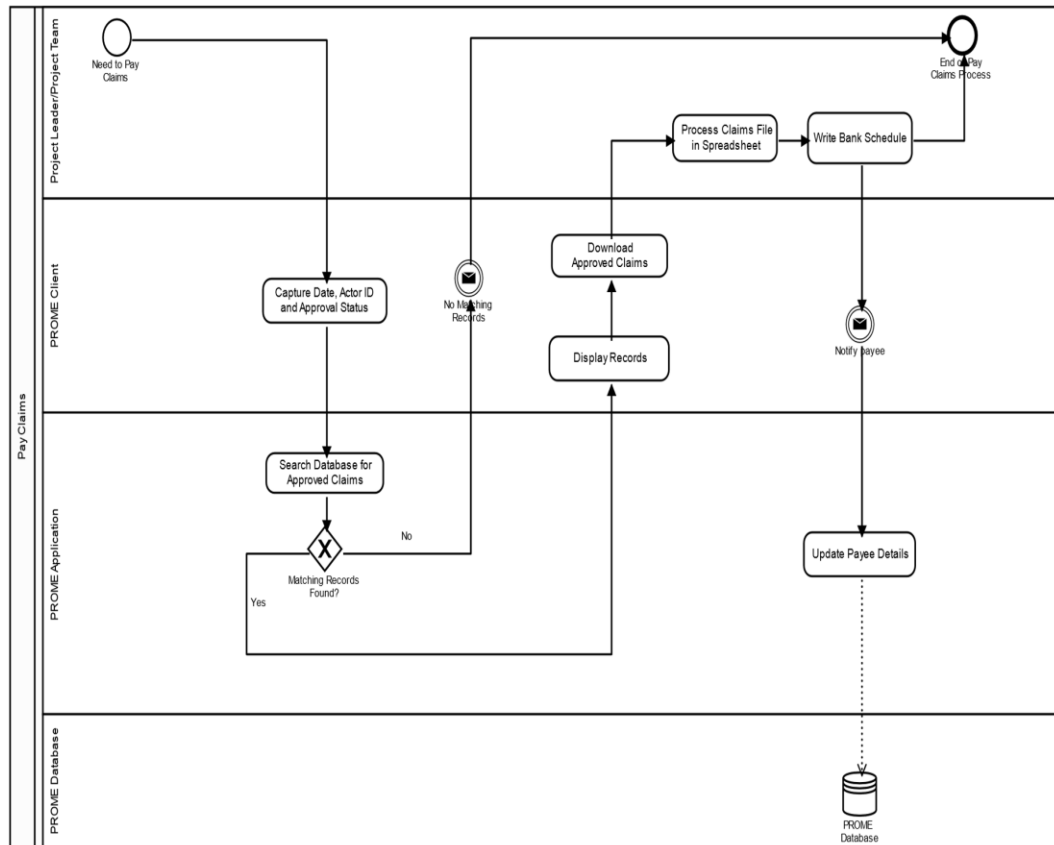 Pay Claims
Project Leader/Project Team
Need to Pay
Claims
End of Pay
Claims Process
Process Claims File
in Spreadsheet
Write Bank Schedule
PROME Client
Capture Date, Actor ID
and Approval Status
No Matching
Records
Download
Approved Claims
Display Records
Notify payee
PROME Application
Search Database for
Approved Claims
X
Matching Records
Found?
No
Yes
Update Payee Details
PROME Database
PROME
Database